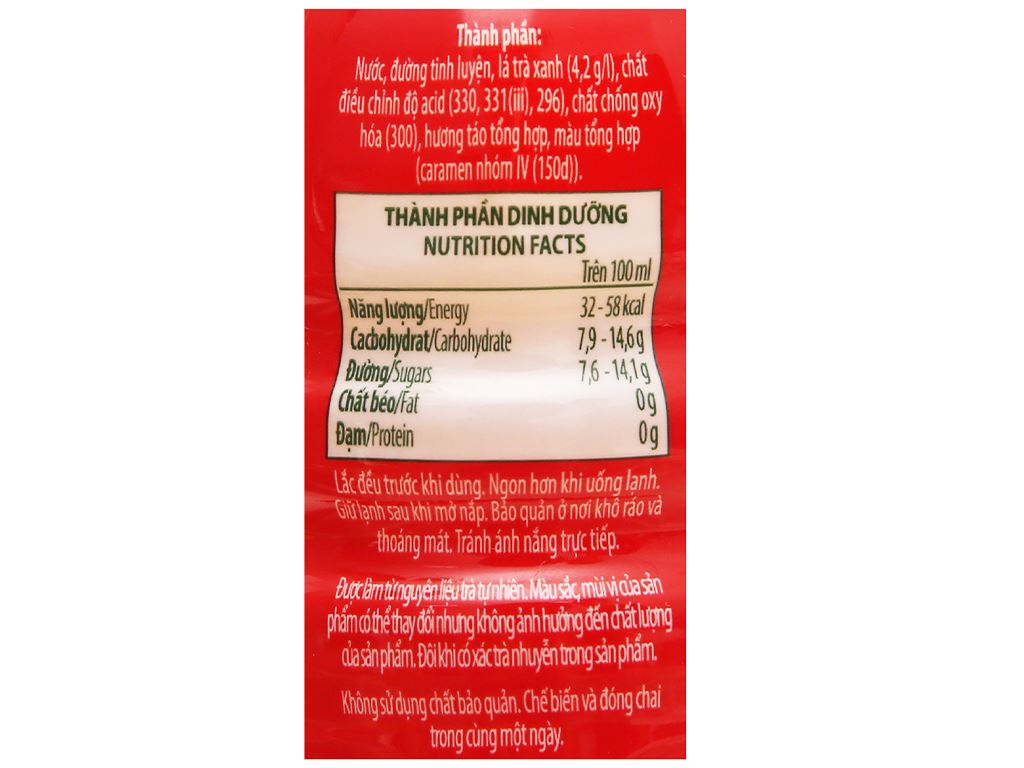 Thành phần:
Nước, đường tinh luyện, lá trà xanh (4,2 g/l), chất
điều chỉnh độ acid (330, 331(iii), 296), chất chống oxy
hóa (300), hương táo tổng hợp, màu tổng hợp
(caramen nhóm IV (150d)).
THÀNH PHẦN DINH DƯỠNG
NUTRITION FACTS
Trên 100 ml
Năng lượng/Energy 32 - 58 kcal
Cacbohydrat/Carbohydrate 7,9 - 14,6 g
Đường/Sugars 7,6 - 14,1 g
Chất béo/Fat 0 g
Đạm/Protein 0 g
Lắc đều trước khi dùng. Ngon hơn khi uống lạnh.
Giữ lạnh sau khi mở nắp. Bảo quản ở nơi khô ráo và
thoáng mát. Tránh ánh nắng trực tiếp.
Được làm từ nguyên liệu trà tự nhiên. Màu sắc, mùi vị của sản
phẩm có thể thay đổi nhưng không ảnh hưởng đến chất lượng
của sản phẩm. Đôi khi có xác trà nhuyễn trong sản phẩm.
Không sử dụng chất bảo quản. Chế biến và đóng chai
trong cùng một ngày.